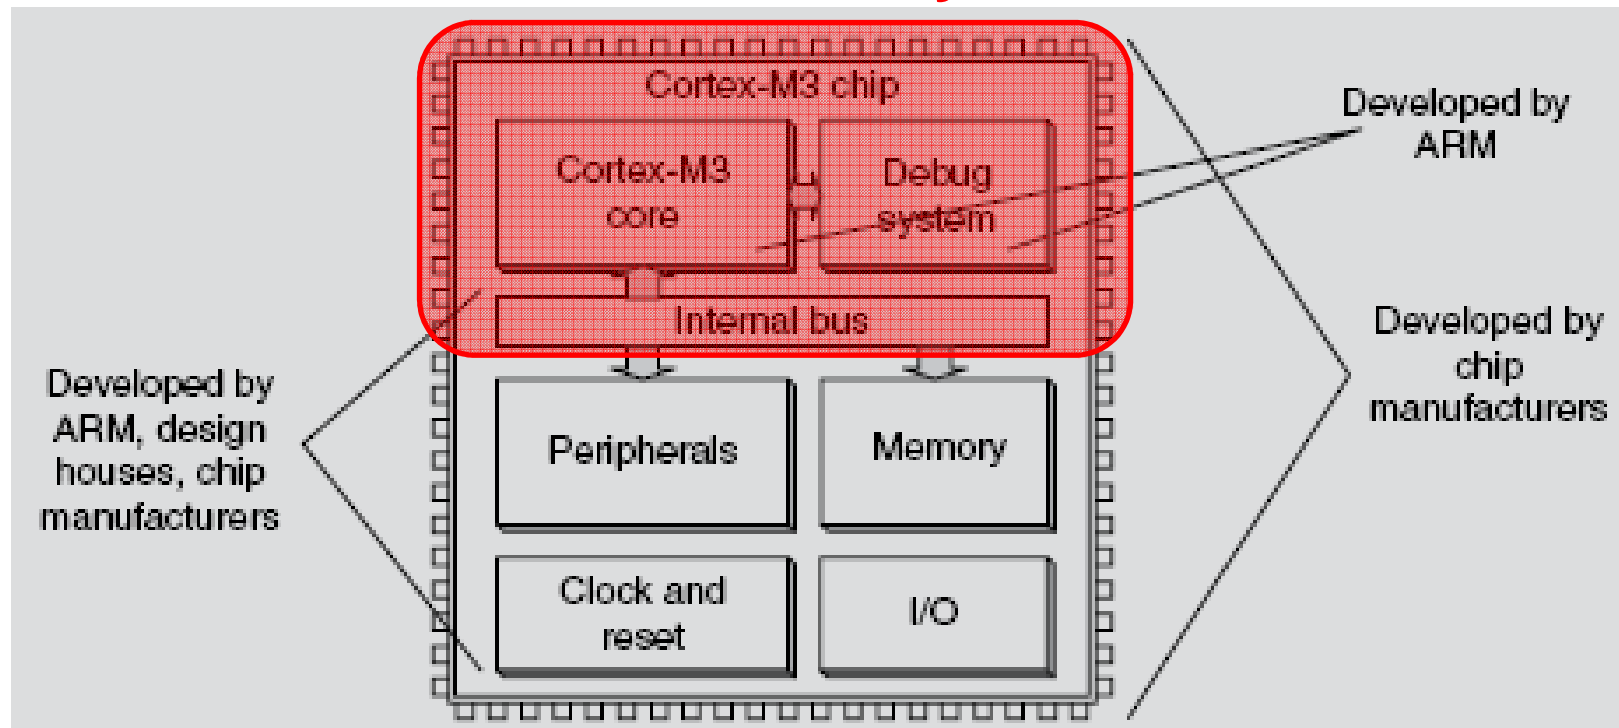 Cortex-M3 chip
Developed by
ARM
Cortex-M3
core
Debug
system
Internal bus
Developed by
chip
manufacturers
Developed by
ARM, design
houses, chip
manufacturers
Peripherals
Memory
Clock and
reset
I/O